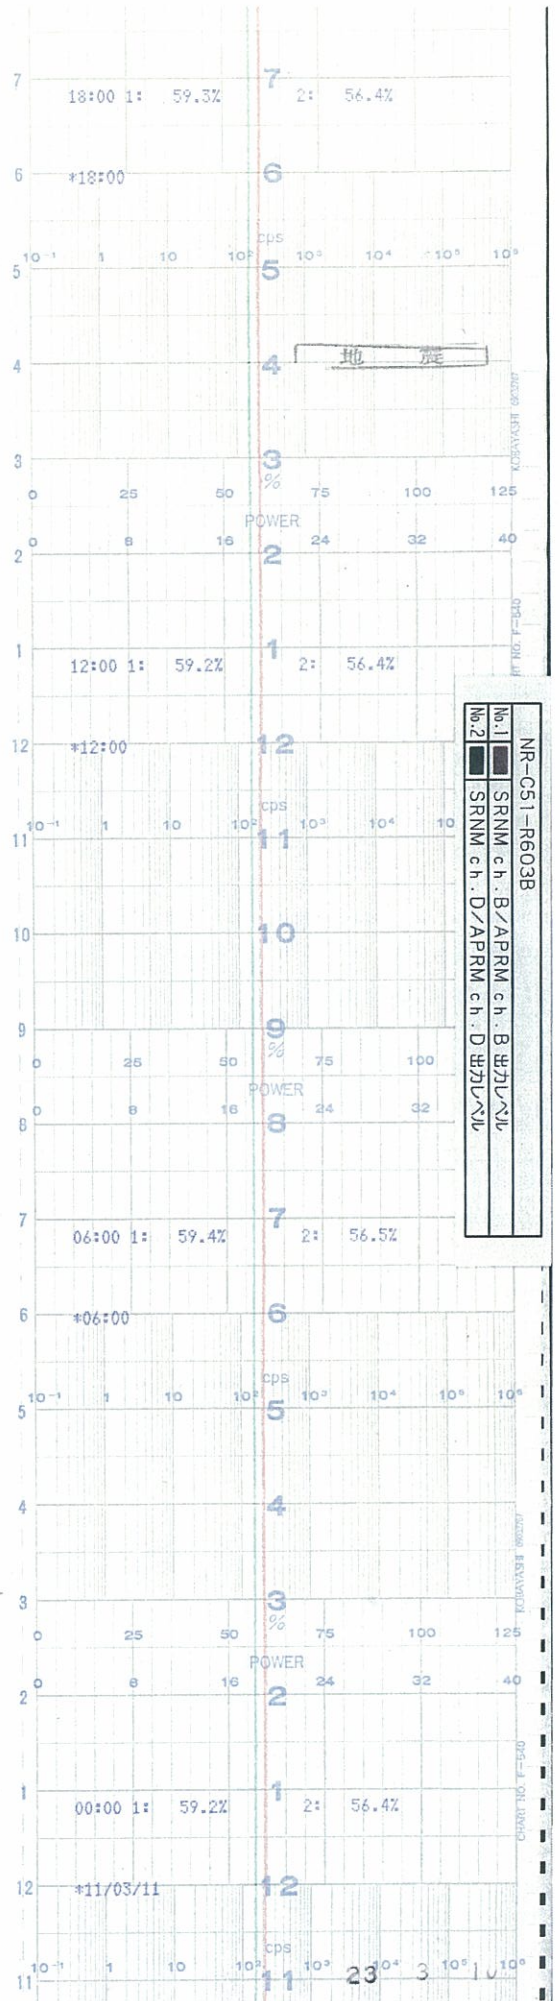 7 7
18:00 1: 59.3% 2: 56.4%
6 *18:00 6
cps
10⁻¹ 1 10 10² 10³ 10⁴ 10⁵ 10⁶
5 5
地震
4 4
KOBAYASHI
3 3
%
0 25 50 75 100 125
POWER
0 8 16 24 32 40
2 2
1 1
12:00 1: 59.2% 2: 56.4%
NR-C51-R603B
No.1 SRNM ch.B/APRM ch.B 出力レベル
No.2 SRNM ch.D/APRM ch.D 出力レベル
12 *12:00 12
cps
10⁻¹ 1 10 10² 10³ 10⁴ 10
11 11
10 10
9 9
%
0 25 50 75 100
POWER
0 8 16 24 32
8 8
7 7
06:00 1: 59.4% 2: 56.5%
6 *06:00 6
cps
10⁻¹ 1 10 10² 10³ 10⁴ 10⁵ 10⁶
5 5
4 4
KOBAYASHI
3 3
%
0 25 50 75 100 125
POWER
0 8 16 24 32 40
2 2
1 1
00:00 1: 59.2% 2: 56.4%
CHART NO
12 *11/03/11 12
cps
10⁻¹ 1 10 10² 10³ 10⁴ 10⁵ 10⁶
11 11 23 3 10